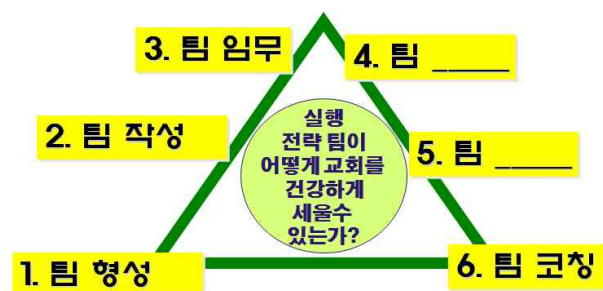 3. 팀 임무
4. 팀 _____
2. 팀 작성
5. 팀 _____
실행
전략 팀이
어떻게 교회를
건강하게
세울수
있는가?
1. 팀 형성
6. 팀 코칭